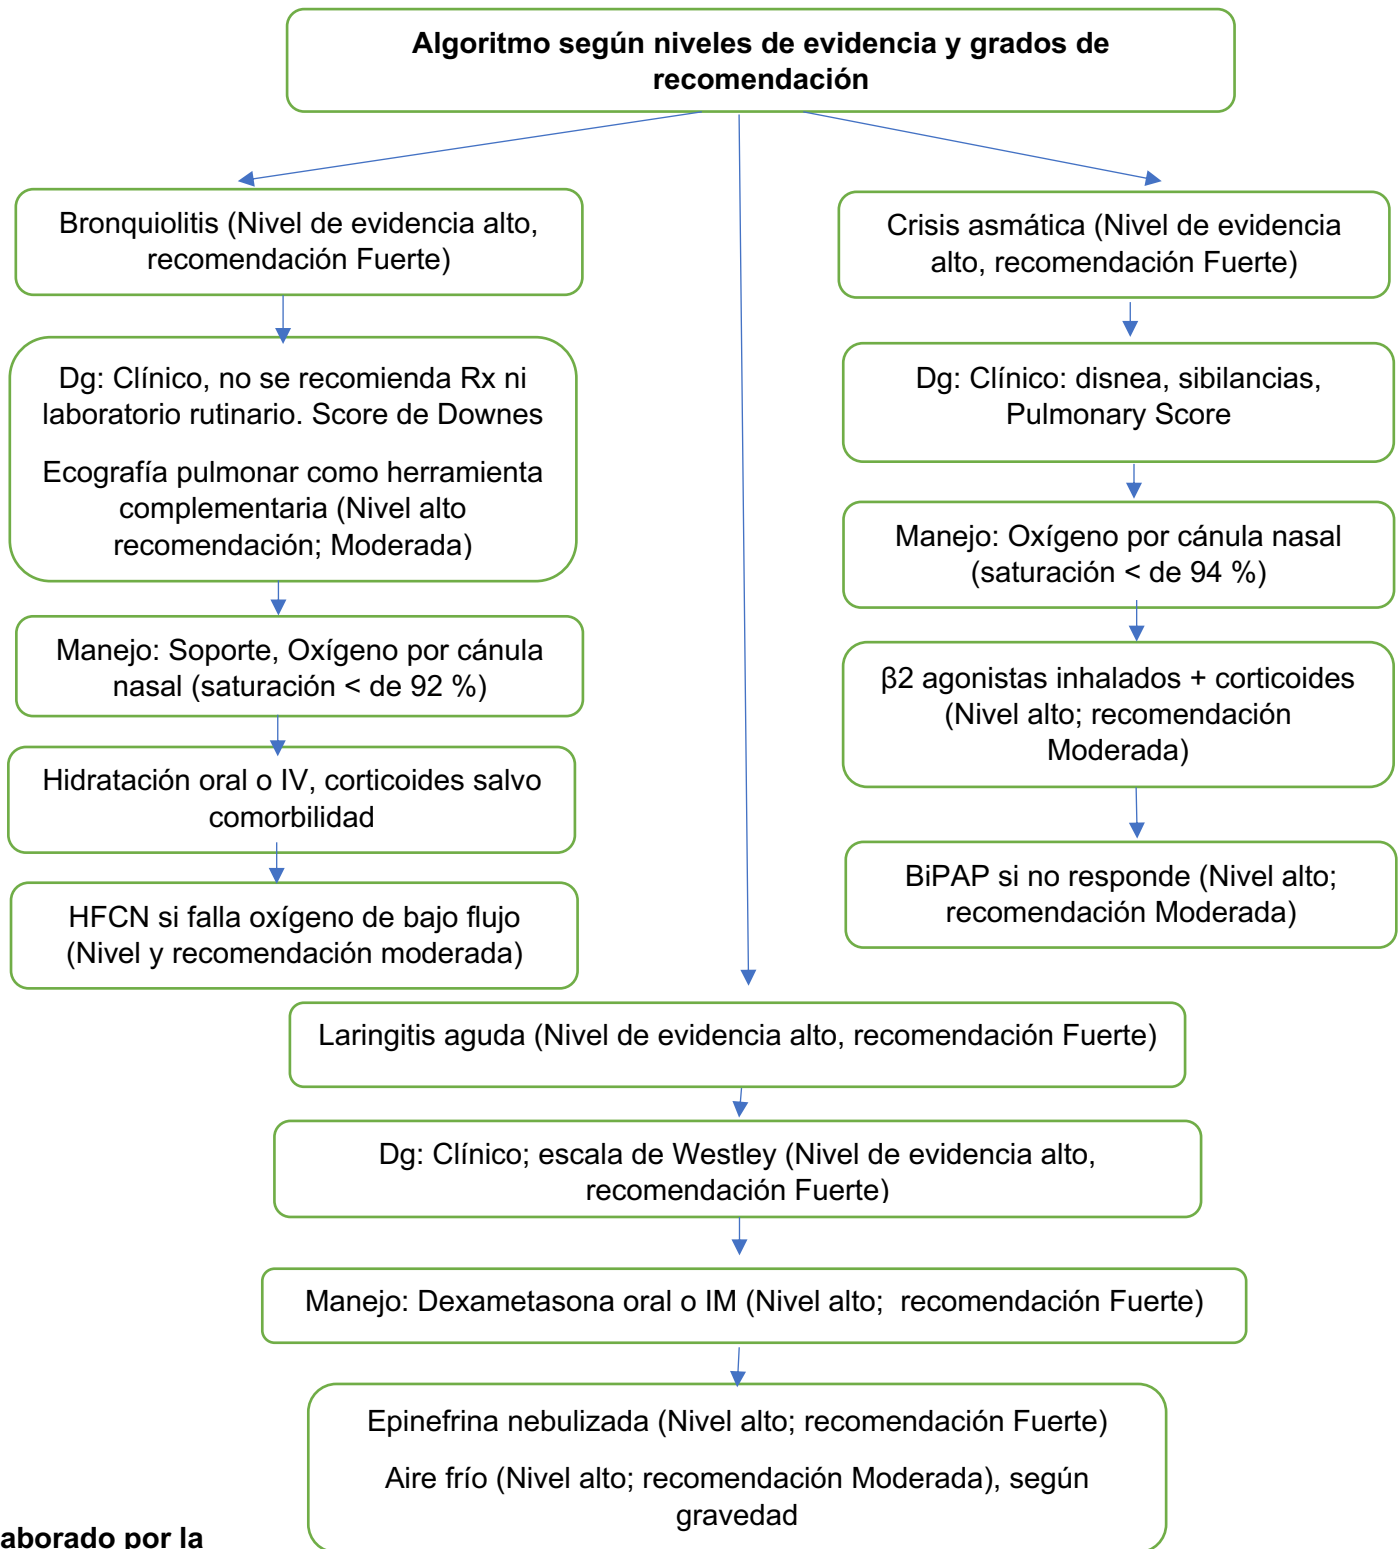 Algoritmo según niveles de evidencia y grados de
recomendación
Bronquiolitis (Nivel de evidencia alto,
recomendación Fuerte)
Dg: Clínico, no se recomienda Rx ni
laboratorio rutinario. Score de Downes
Ecografía pulmonar como herramienta
complementaria (Nivel alto
recomendación; Moderada)
Manejo: Soporte, Oxígeno por cánula
nasal (saturación < de 92 %)
Hidratación oral o IV, corticoides salvo
comorbilidad
HFCN si falla oxígeno de bajo flujo
(Nivel y recomendación moderada)
Crisis asmática (Nivel de evidencia
alto, recomendación Fuerte)
Dg: Clínico: disnea, sibilancias,
Pulmonary Score
Manejo: Oxígeno por cánula nasal
(saturación < de 94 %)
β2 agonistas inhalados + corticoides
(Nivel alto; recomendación
Moderada)
BiPAP si no responde (Nivel alto;
recomendación Moderada)
Laringitis aguda (Nivel de evidencia alto, recomendación Fuerte)
Dg: Clínico; escala de Westley (Nivel de evidencia alto,
recomendación Fuerte)
Manejo: Dexametasona oral o IM (Nivel alto; recomendación Fuerte)
Epinefrina nebulizada (Nivel alto; recomendación Fuerte)
Aire frío (Nivel alto; recomendación Moderada), según
gravedad
aborado por la